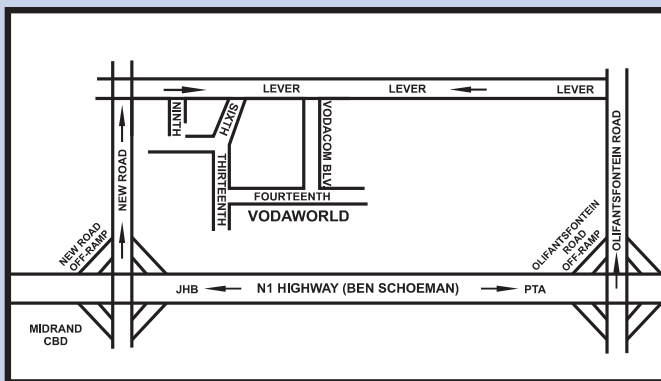 LEVER LEVER LEVER
NINTH
SIXTH
VODACOM BLV
THIRTEENTH
NEW ROAD
OLIFANTSFONTEIN ROAD
FOURTEENTH
VODAWORLD
NEW ROAD
OFF-RAMP
OLIFANTSFONTEIN
ROAD
OFF-RAMP
JHB N1 HIGHWAY (BEN SCHOEMAN) PTA
MIDRAND
CBD